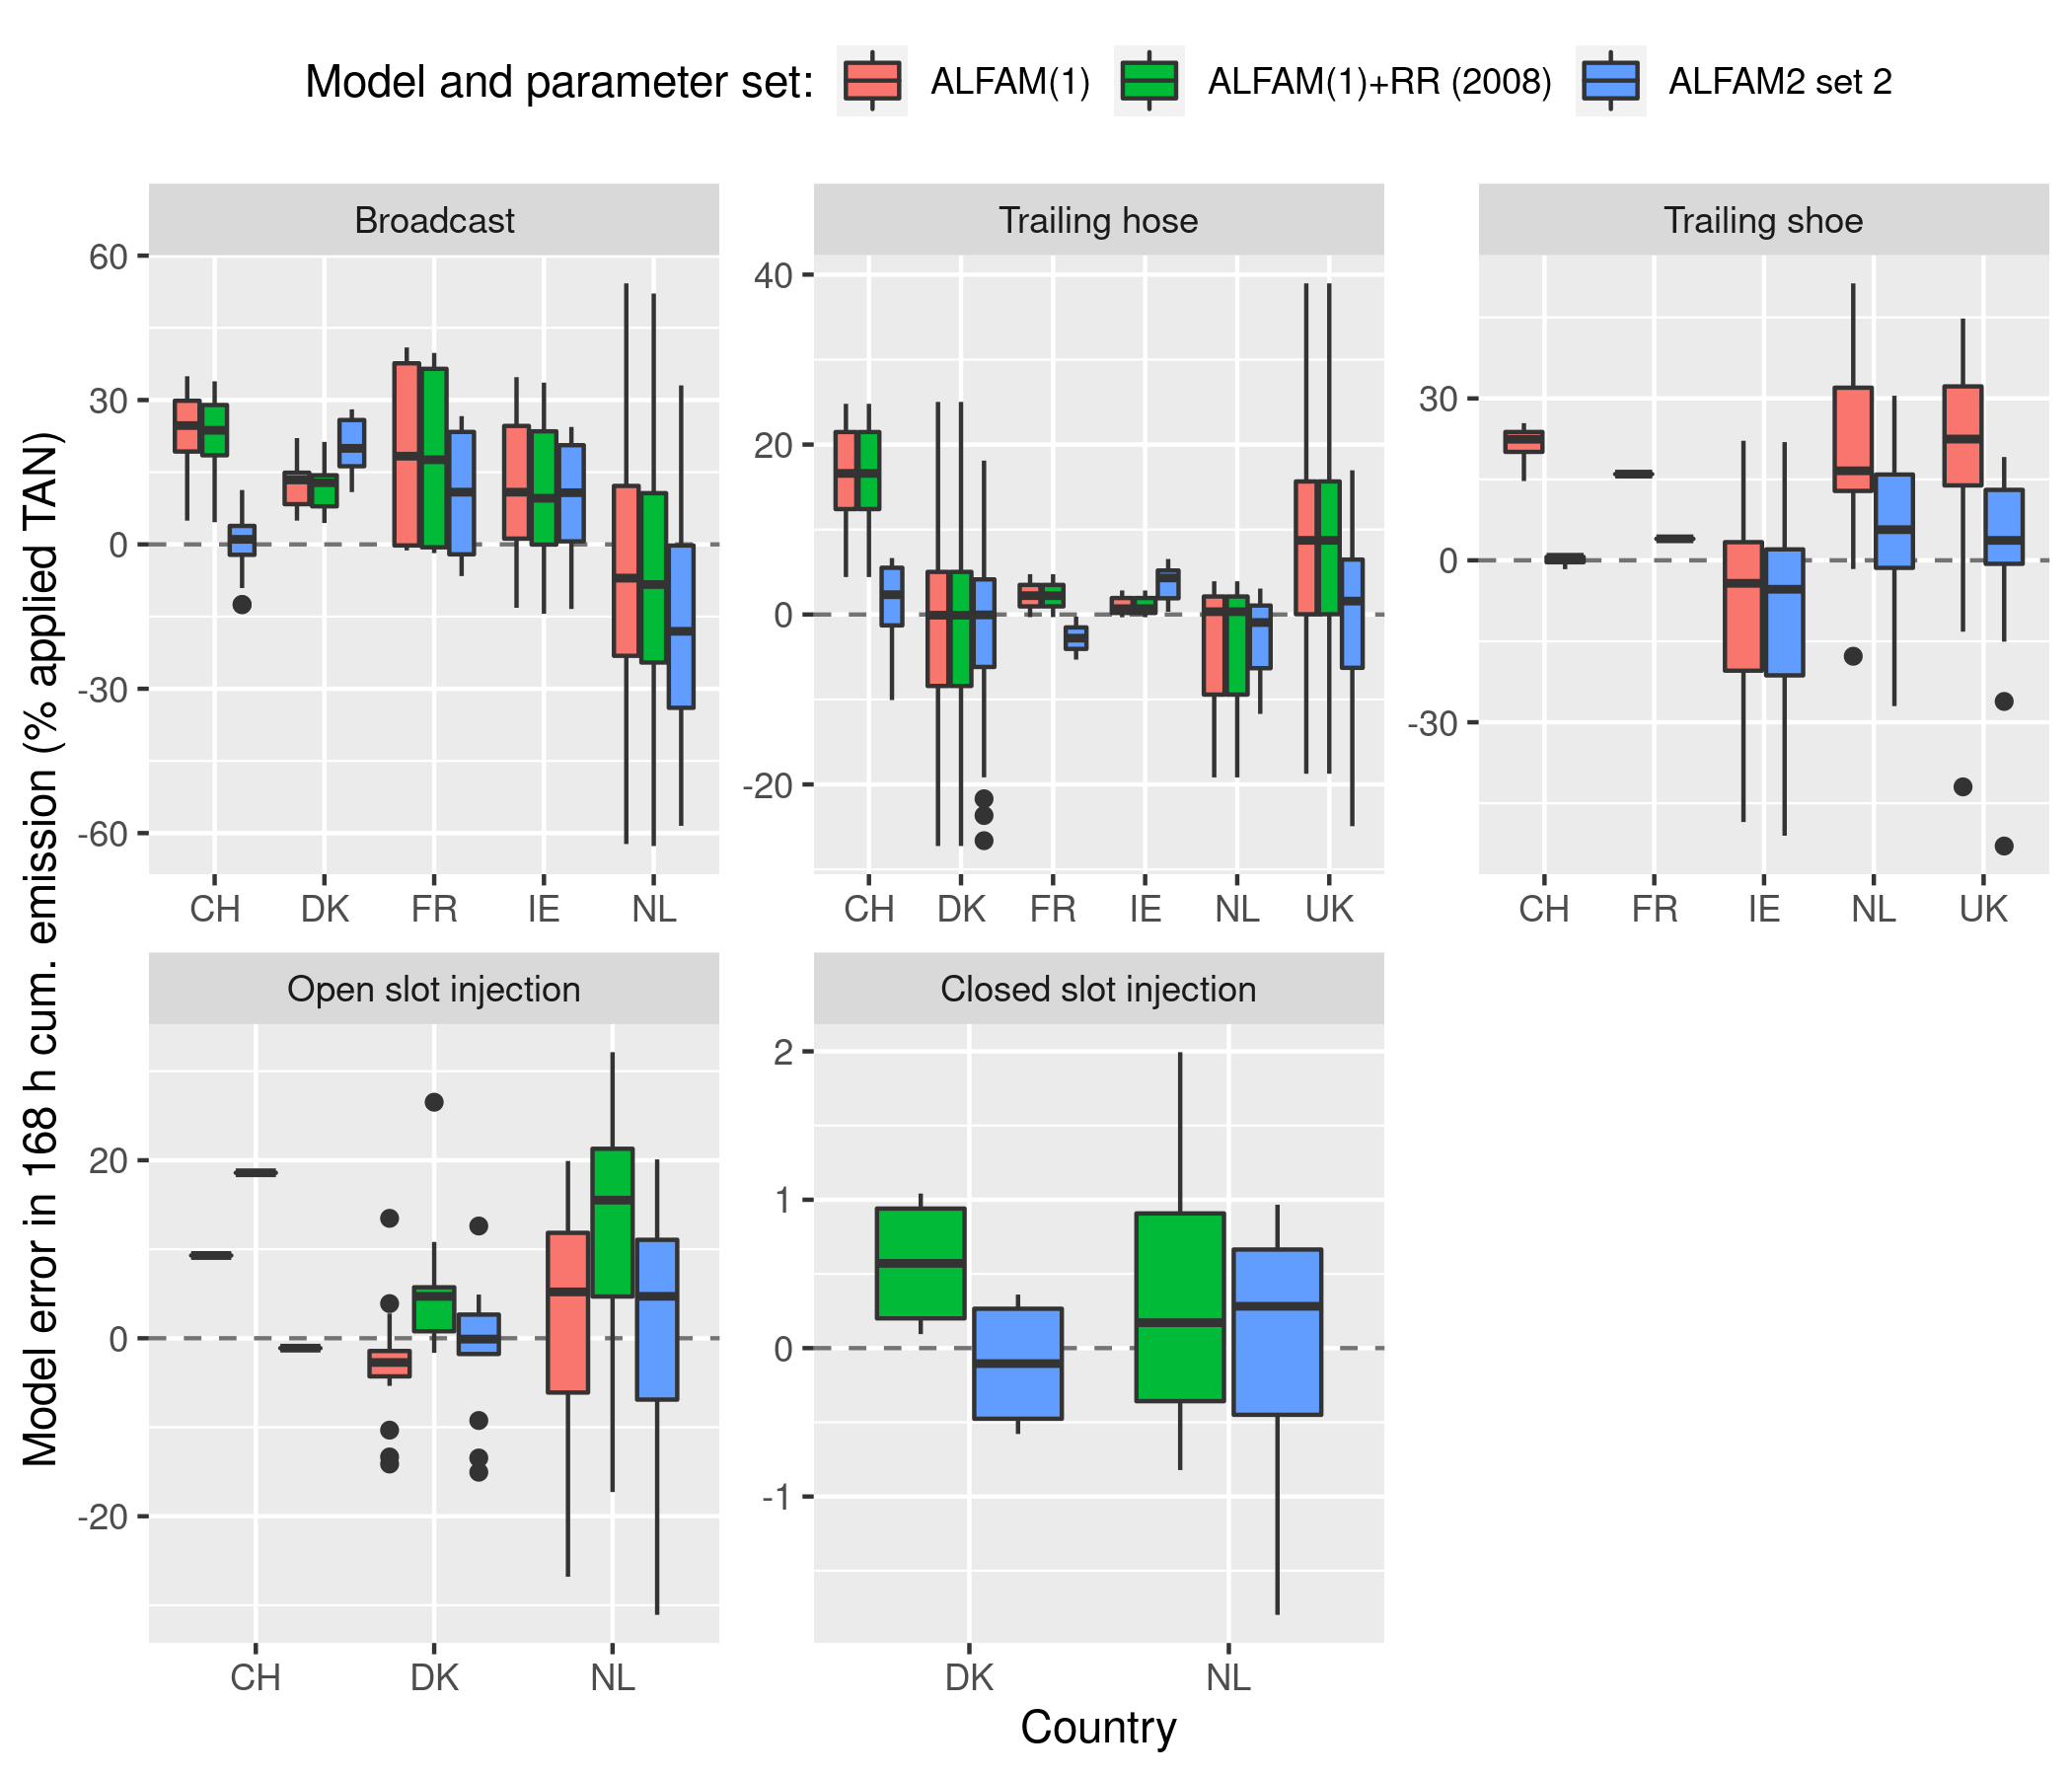 Model and parameter set: ALFAM(1) ALFAM(1)+RR (2008) ALFAM2 set 2
Broadcast
60
30
0
-30
-60
CH DK FR IE NL
Trailing hose
40
20
0
-20
CH DK FR IE NL UK
Trailing shoe
30
0
-30
CH FR IE NL UK
Open slot injection
20
0
-20
CH DK NL
Closed slot injection
2
1
0
-1
DK NL
Model error in 168 h cum. emission (% applied TAN)
Country